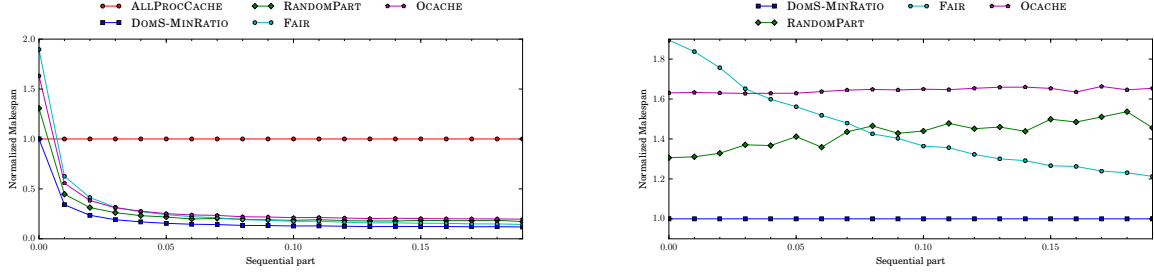 ALLPROCCACHE RANDOMPART OCACHE
DOMS-MINRATIO FAIR
2.0
1.5
1.0
0.5
0.0
Normalized Makespan
0.00 0.05 0.10 0.15
Sequential part
DOMS-MINRATIO FAIR OCACHE
RANDOMPART
1.8
1.6
1.4
1.2
1.0
Normalized Makespan
0.00 0.05 0.10 0.15
Sequential part